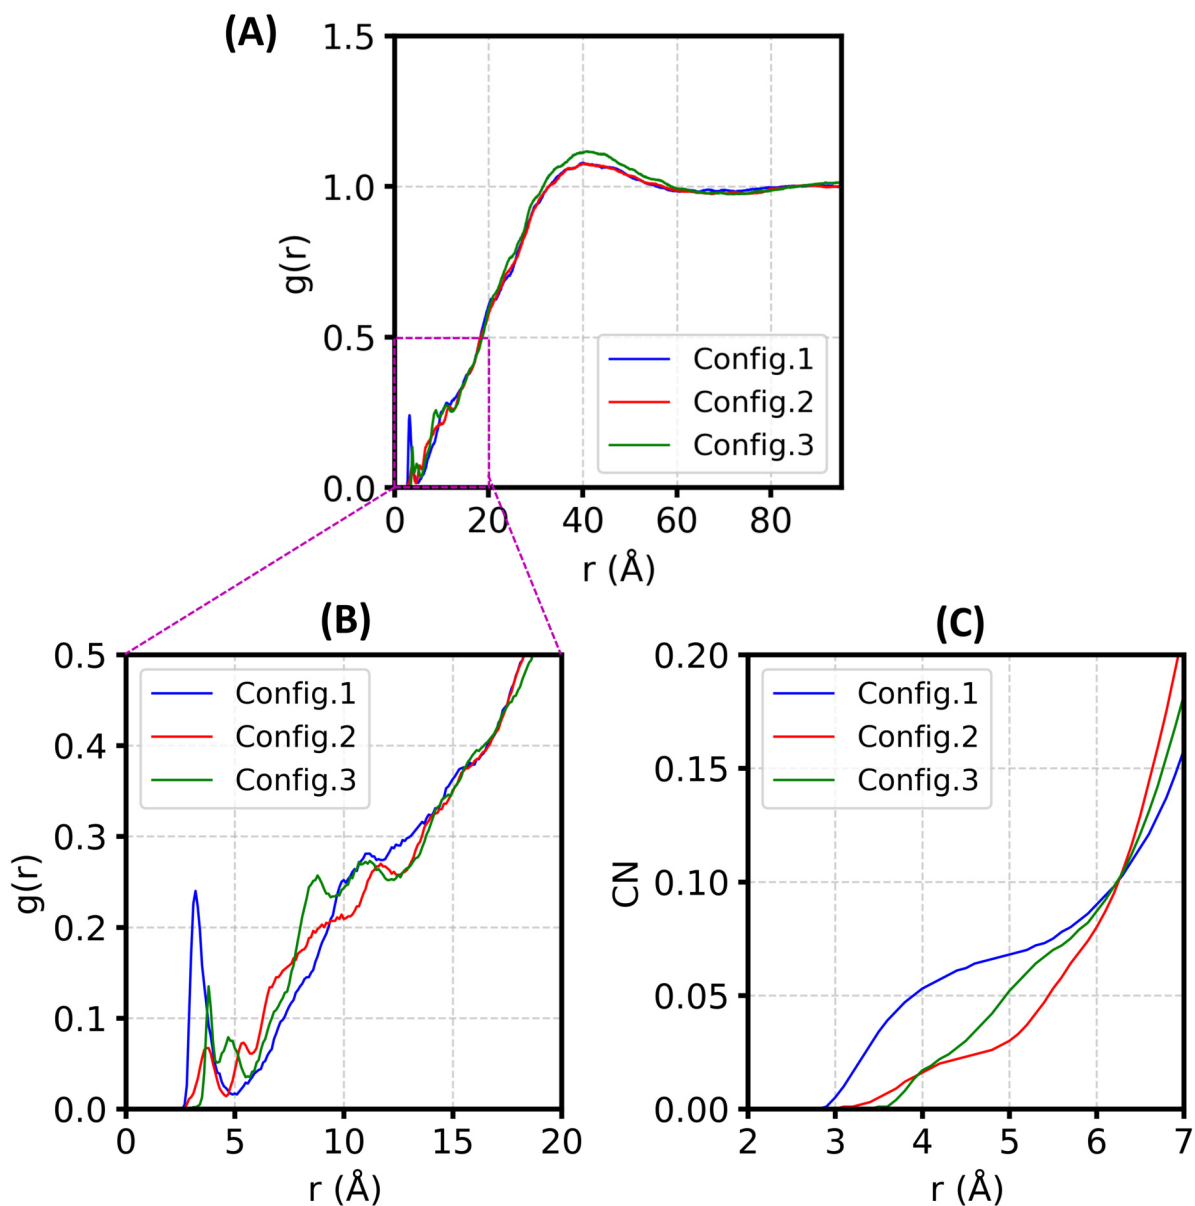 (A)
1.5
1.0
0.5
0.0
g(r)
Config.1
Config.2
Config.3
0 20 40 60 80
r (Å)
(B)
0.5
0.4
0.3
0.2
0.1
0.0
g(r)
Config.1
Config.2
Config.3
0 5 10 15 20
r (Å)
(C)
0.20
0.15
0.10
0.05
0.00
CN
Config.1
Config.2
Config.3
2 3 4 5 6 7
r (Å)